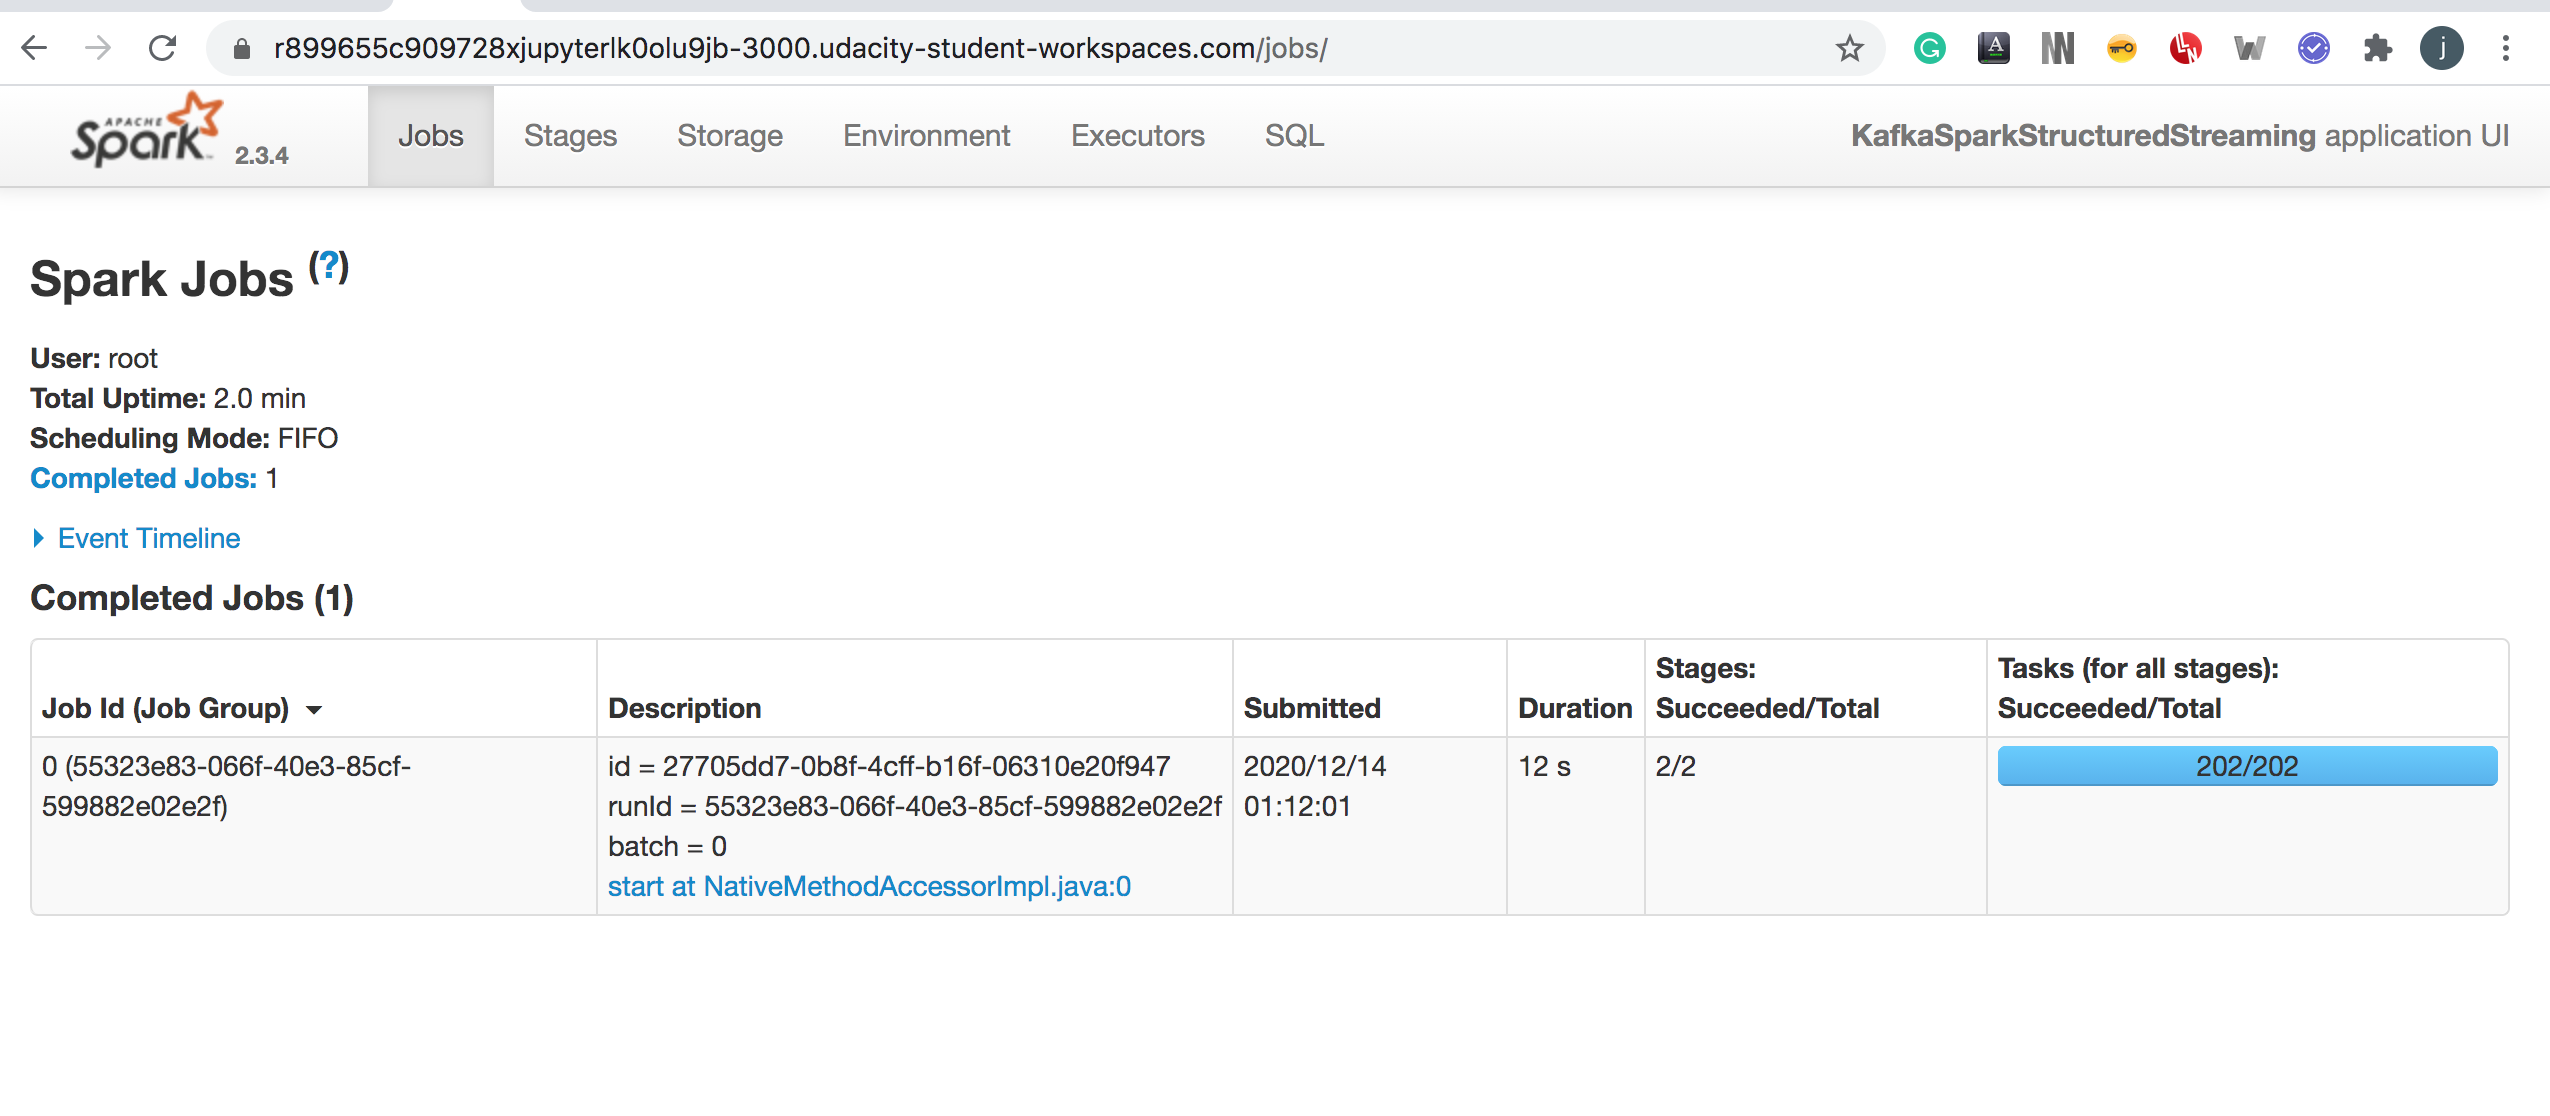 r899655c909728xjupyterlk0olu9jb-3000.udacity-student-workspaces.com/jobs/
j
APACHE
Spark 2.3.4
Jobs Stages Storage Environment Executors SQL KafkaSparkStructuredStreaming application UI
Spark Jobs (?)
User: root
Total Uptime: 2.0 min
Scheduling Mode: FIFO
Completed Jobs: 1
Event Timeline
Completed Jobs (1)
Job Id (Job Group) Description Submitted Duration Stages: Succeeded/Total Tasks (for all stages): Succeeded/Total
0 (55323e83-066f-40e3-85cf-
599882e02e2f)
id = 27705dd7-0b8f-4cff-b16f-06310e20f947
runId = 55323e83-066f-40e3-85cf-599882e02e2f
batch = 0
start at NativeMethodAccessorImpl.java:0
2020/12/14
01:12:01
12 s
2/2
202/202